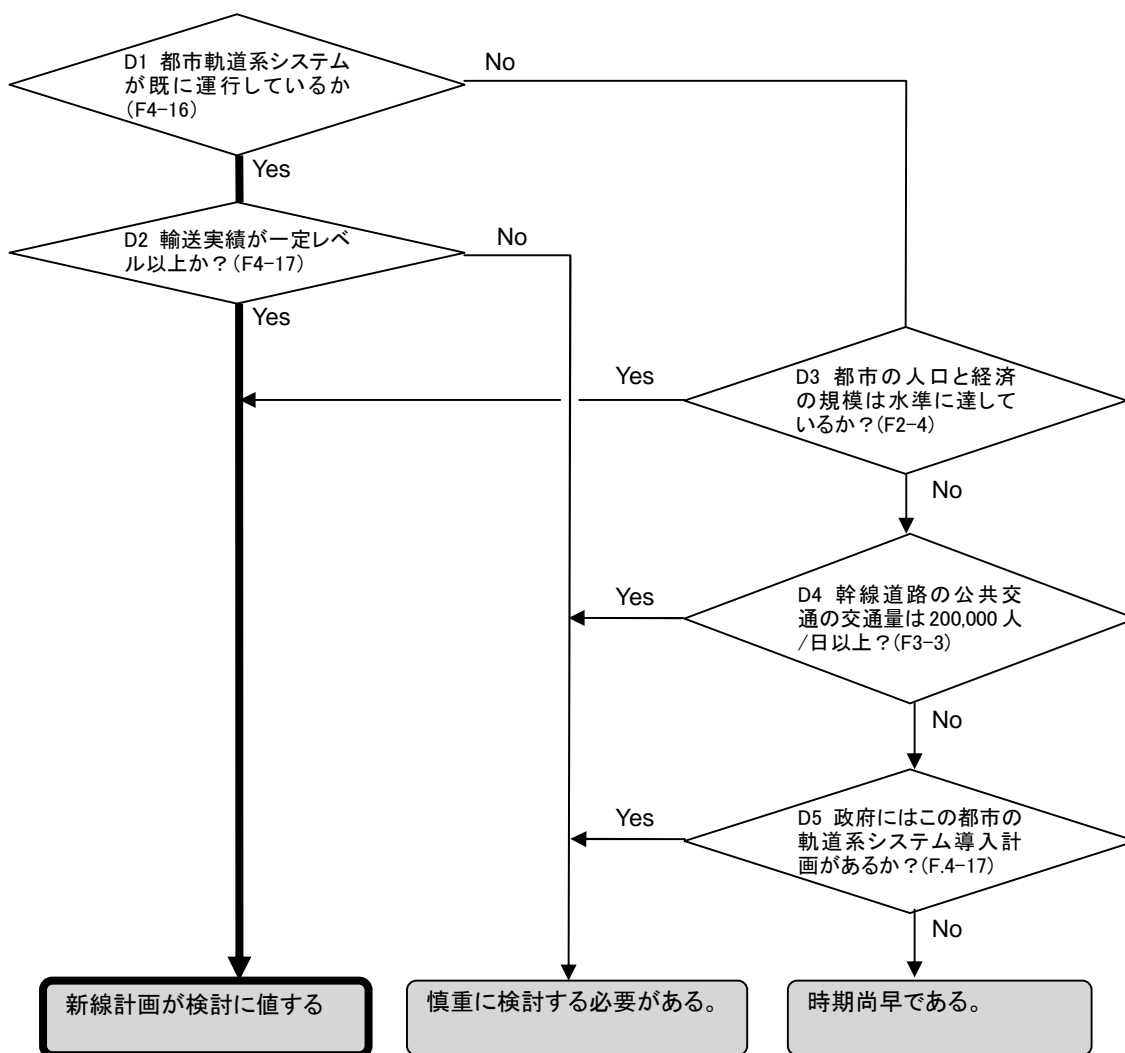 D1 都市軌道系システム
が既に運行しているか
(F4-16)
No
Yes
D2 輸送実績が一定レベ
ル以上か？(F4-17)
No
Yes
D3 都市の人口と経済
の規模は水準に達して
いるか？(F2-4)
Yes
No
D4 幹線道路の公共交
通の交通量は 200,000 人
/日以上？(F3-3)
Yes
No
D5 政府にはこの都市の
軌道系システム導入計
画があるか？(F.4-17)
Yes
No
新線計画が検討に値する
慎重に検討する必要がある。
時期尚早である。